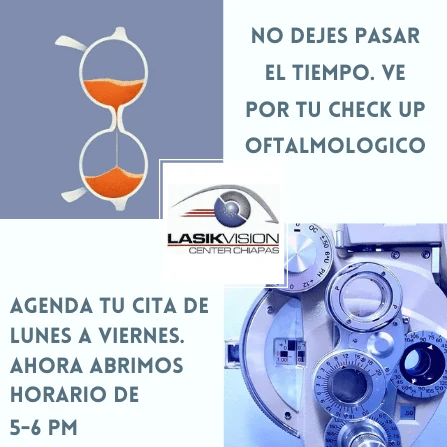 NO DEJES PASAR
EL TIEMPO. VE
POR TU CHECK UP
OFTALMOLOGICO
LASIKVISION
CENTER CHIAPAS
AGENDA TU CITA DE
LUNES A VIERNES.
AHORA ABRIMOS
HORARIO DE
5-6 PM